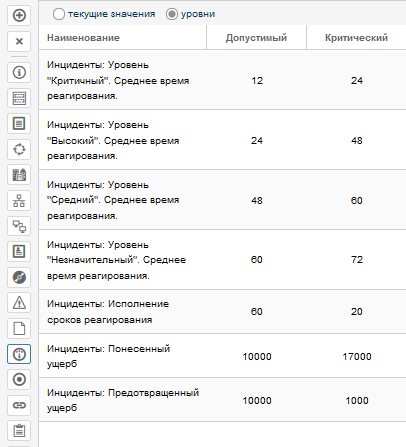 текущие значения уровни
Наименование Допустимый Критический
Инциденты: Уровень
"Критичный". Среднее время
реагирования.
12 24
Инциденты: Уровень
"Высокий". Среднее время
реагирования.
24 48
Инциденты: Уровень
"Средний". Среднее время
реагирования.
48 60
Инциденты: Уровень
"Незначительный". Среднее
время реагирования.
60 72
Инциденты: Исполнение
сроков реагирования
60 20
Инциденты: Понесенный
ущерб
10000 17000
Инциденты: Предотвращенный
ущерб
10000 1000